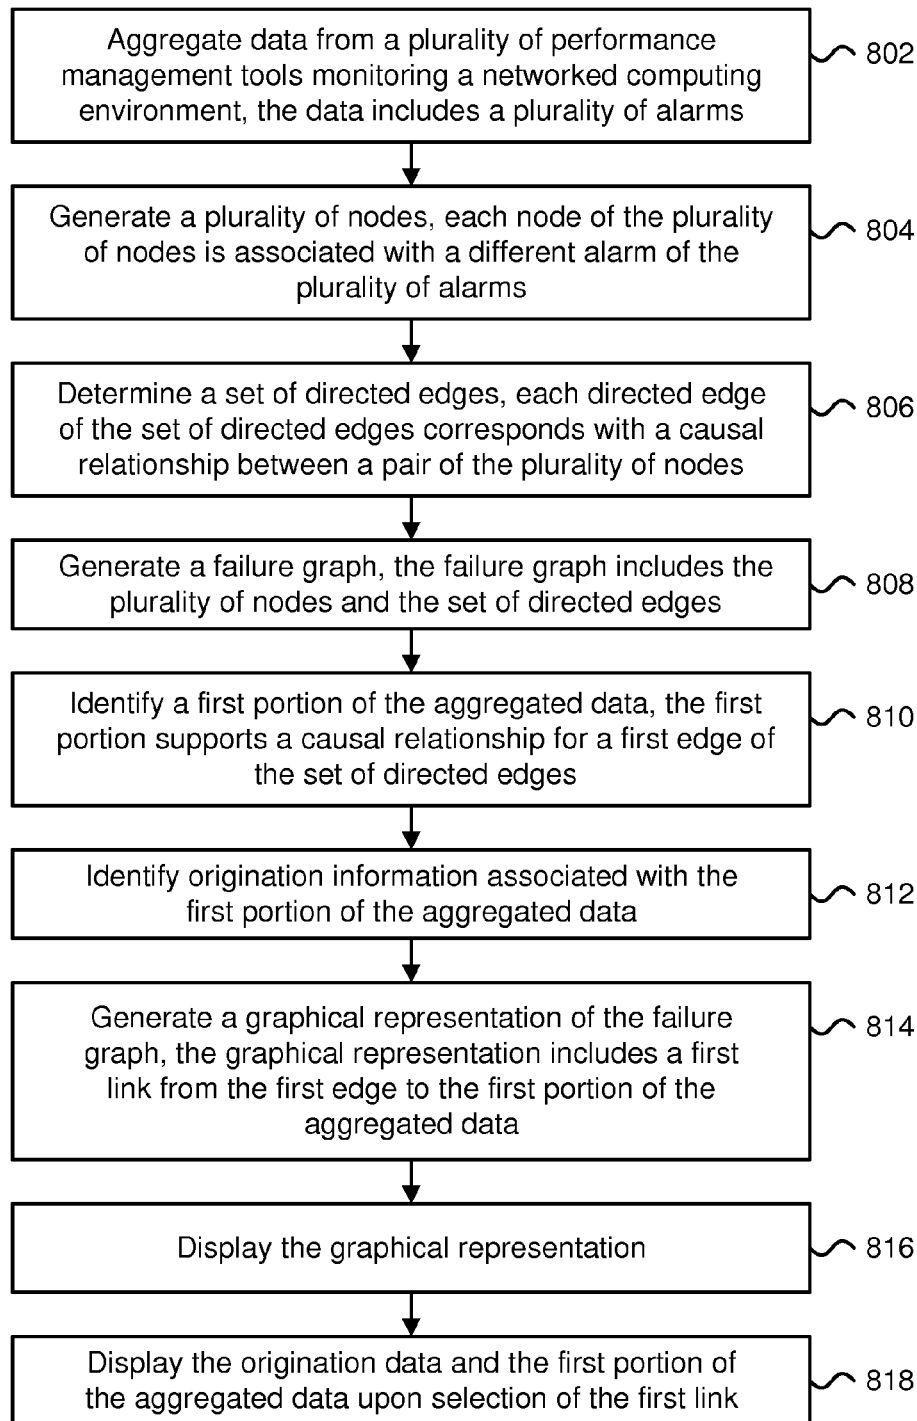 Aggregate data from a plurality of performance
management tools monitoring a networked computing
environment, the data includes a plurality of alarms
802
Generate a plurality of nodes, each node of the plurality
of nodes is associated with a different alarm of the
plurality of alarms
804
Determine a set of directed edges, each directed edge
of the set of directed edges corresponds with a causal
relationship between a pair of the plurality of nodes
806
Generate a failure graph, the failure graph includes the
plurality of nodes and the set of directed edges
808
Identify a first portion of the aggregated data, the first
portion supports a causal relationship for a first edge of
the set of directed edges
810
Identify origination information associated with the
first portion of the aggregated data
812
Generate a graphical representation of the failure
graph, the graphical representation includes a first
link from the first edge to the first portion of the
aggregated data
814
Display the graphical representation
816
Display the origination data and the first portion of
the aggregated data upon selection of the first link
818